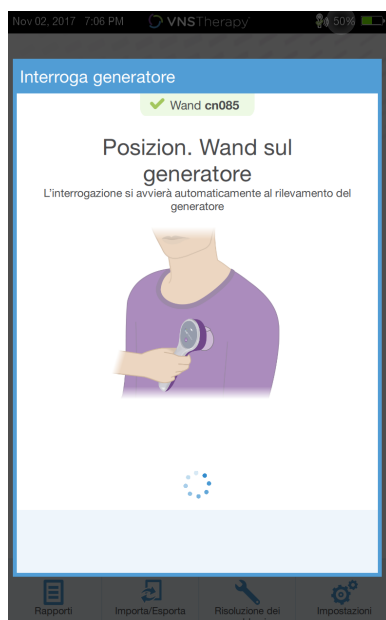 Nov 02, 2017 7:06 PM VNSTherapy 50%
Interroga generatore
Wand cn085
Posizion. Wand sul
generatore
L'interrogazione si avvierà automaticamente al rilevamento del
generatore
Rapporti Importa/Esporta Risoluzione dei Impostazioni